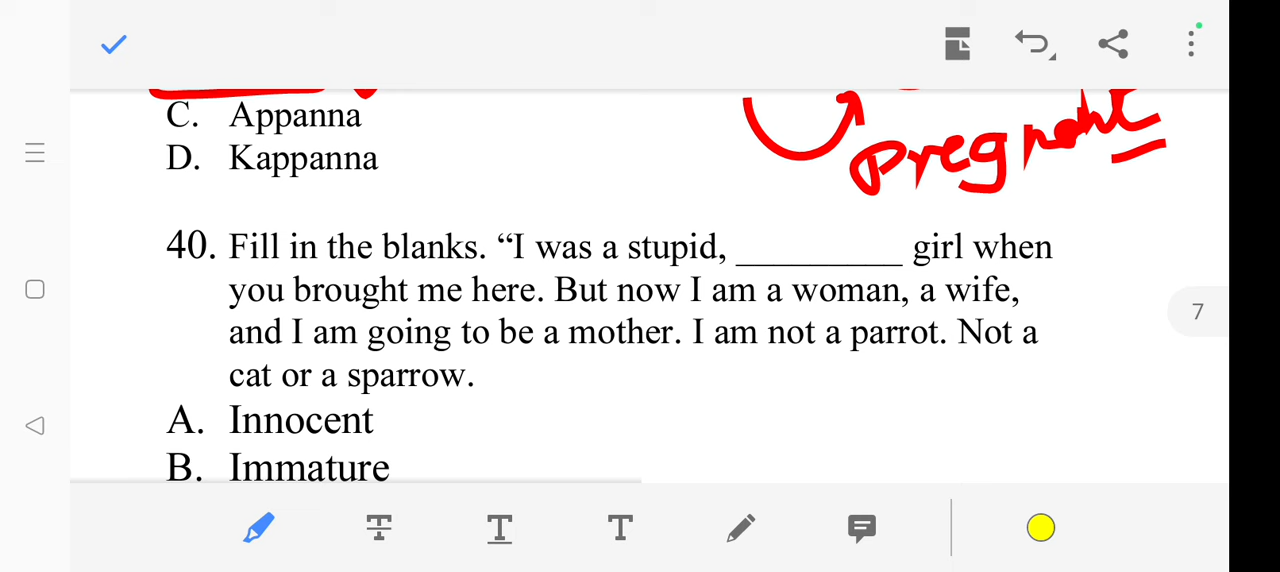 C. Appanna
D. Kappanna
Pregnant
40. Fill in the blanks. “I was a stupid, _________ girl when
you brought me here. But now I am a woman, a wife,
and I am going to be a mother. I am not a parrot. Not a
cat or a sparrow.
7
A. Innocent
B. Immature
T
T
T